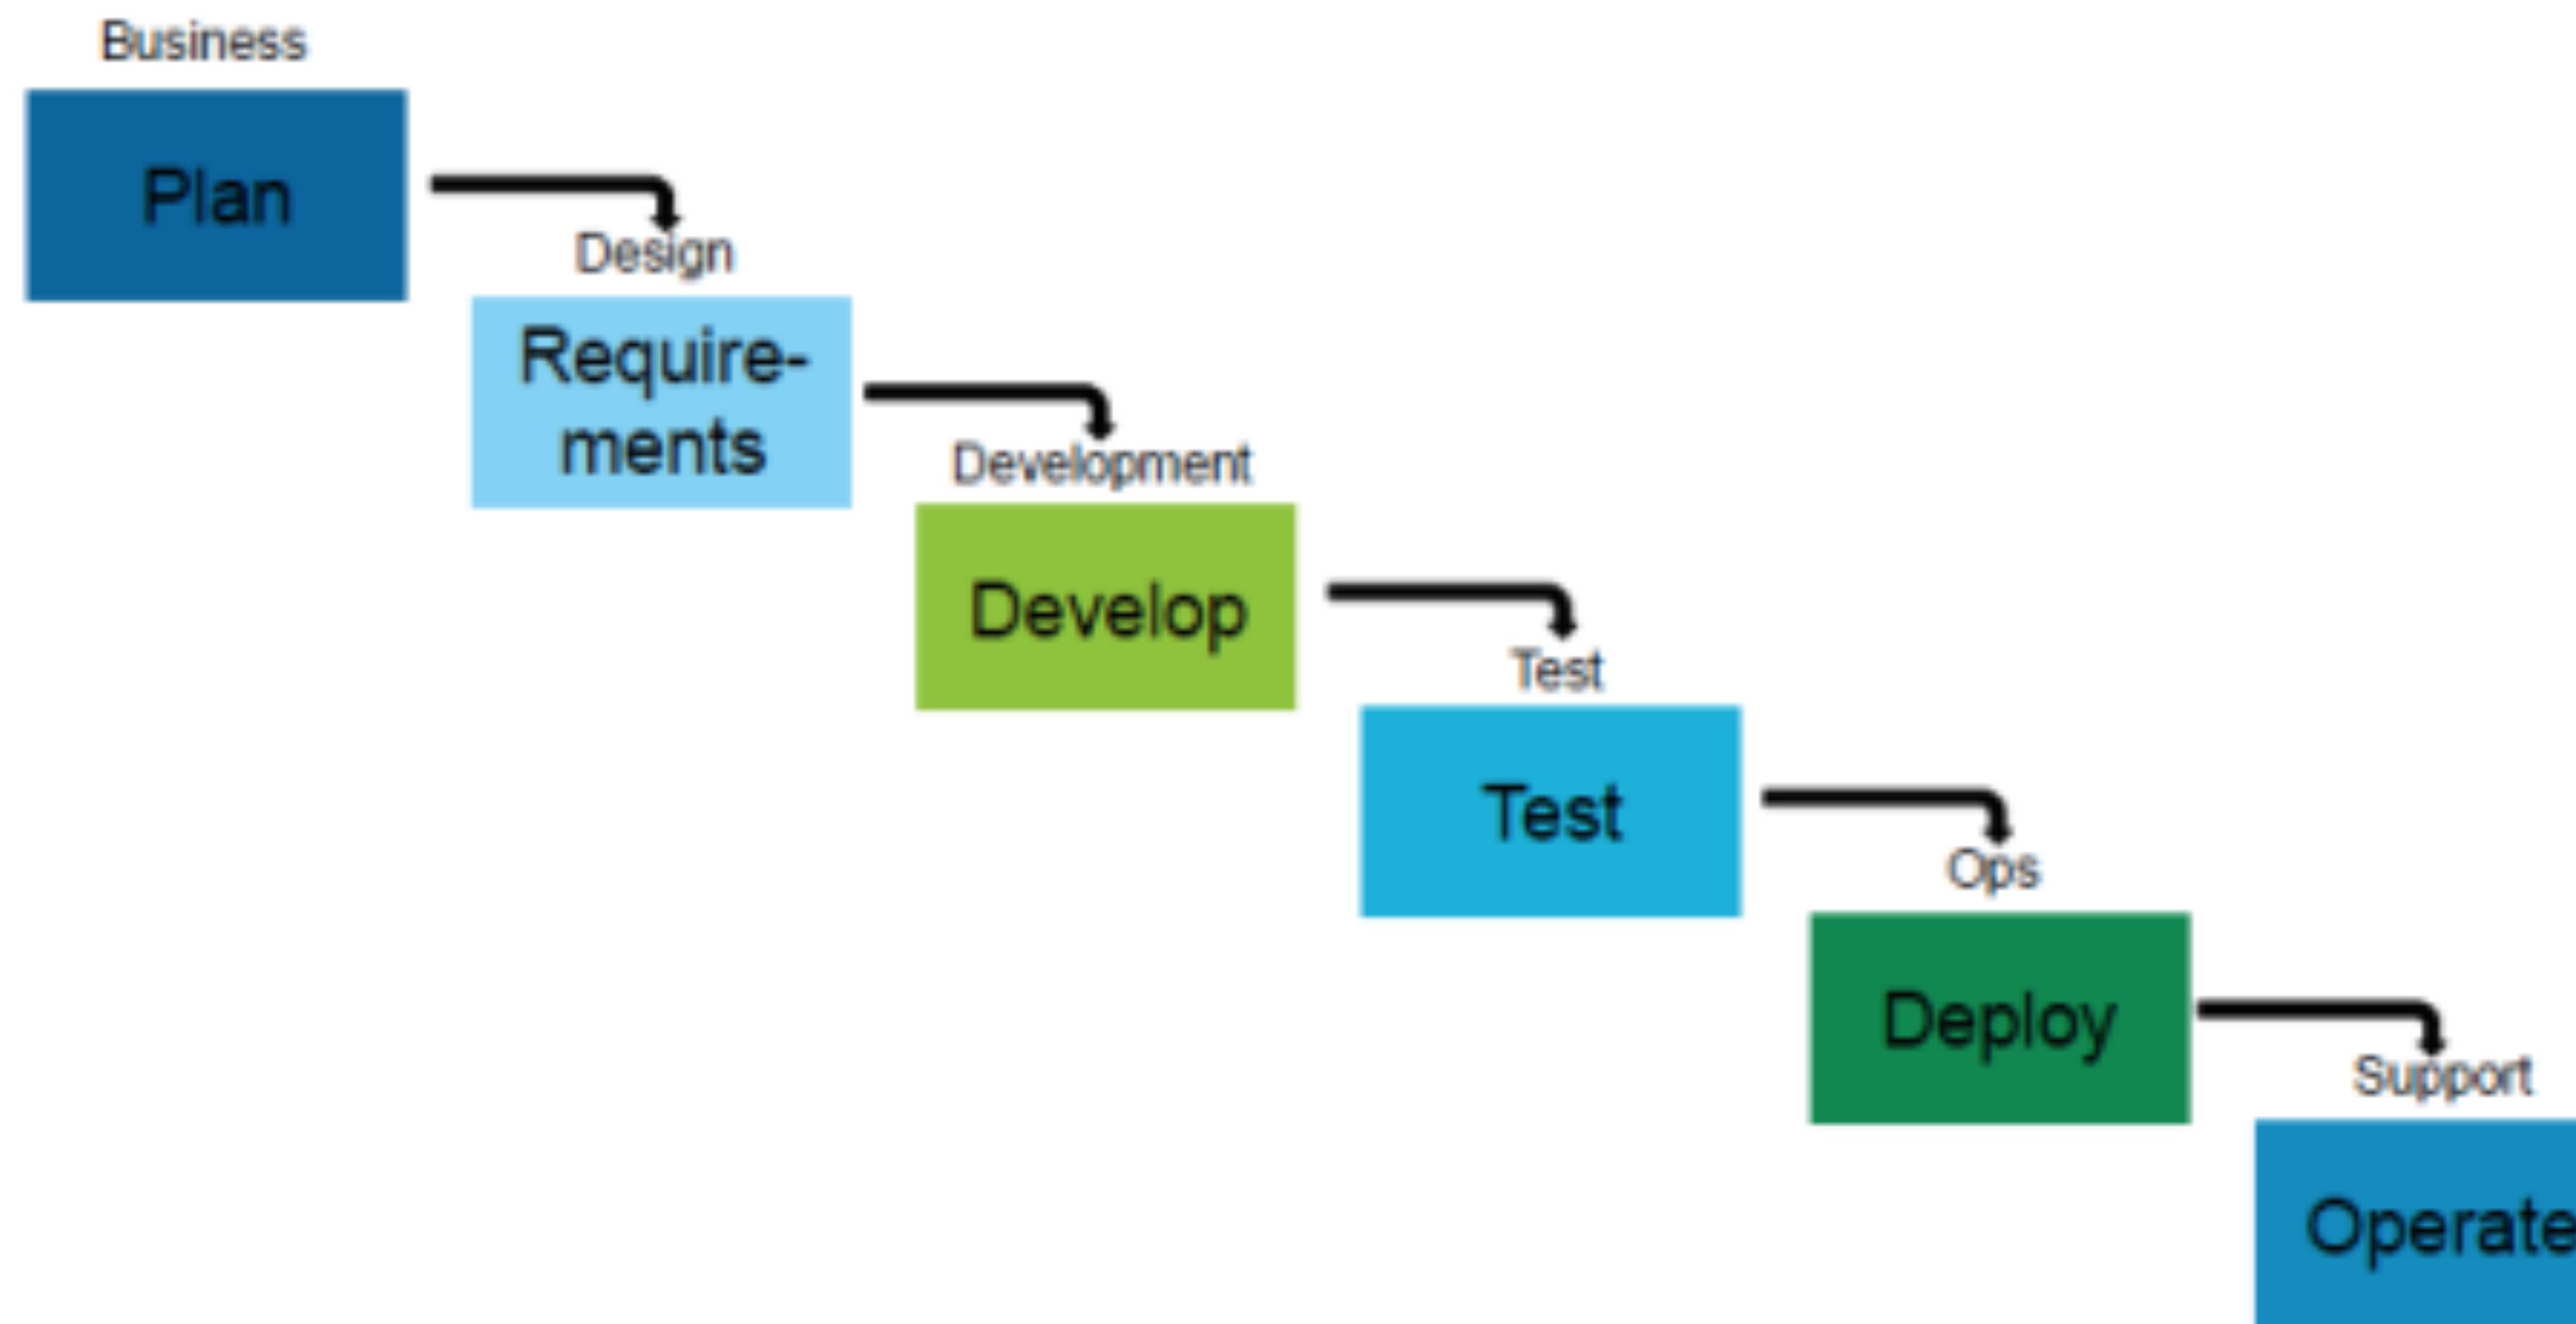 Business
Plan
Design
Require-
ments
Development
Develop
Test
Test
Ops
Deploy
Support
Operate